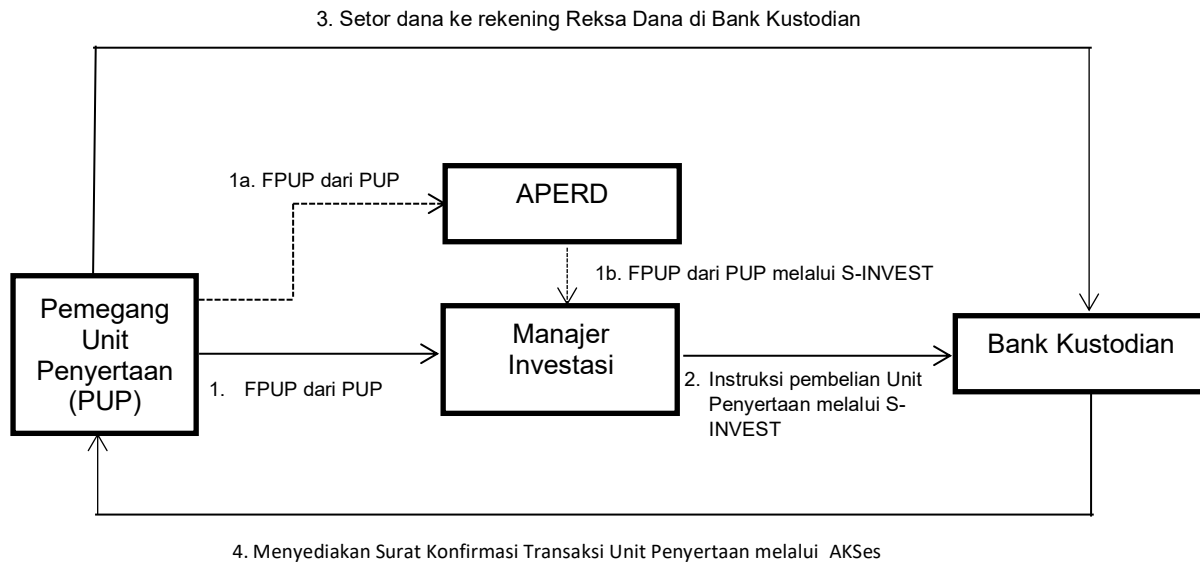 3. Setor dana ke rekening Reksa Dana di Bank Kustodian
1a. FPUP dari PUP
APERD
1b. FPUP dari PUP melalui S-INVEST
Pemegang
Unit
Penyertaan
(PUP)
Manajer
Investasi
Bank Kustodian
1. FPUP dari PUP
2. Instruksi pembelian Unit
Penyertaan melalui S-
INVEST
4. Menyediakan Surat Konfirmasi Transaksi Unit Penyertaan melalui AKSes